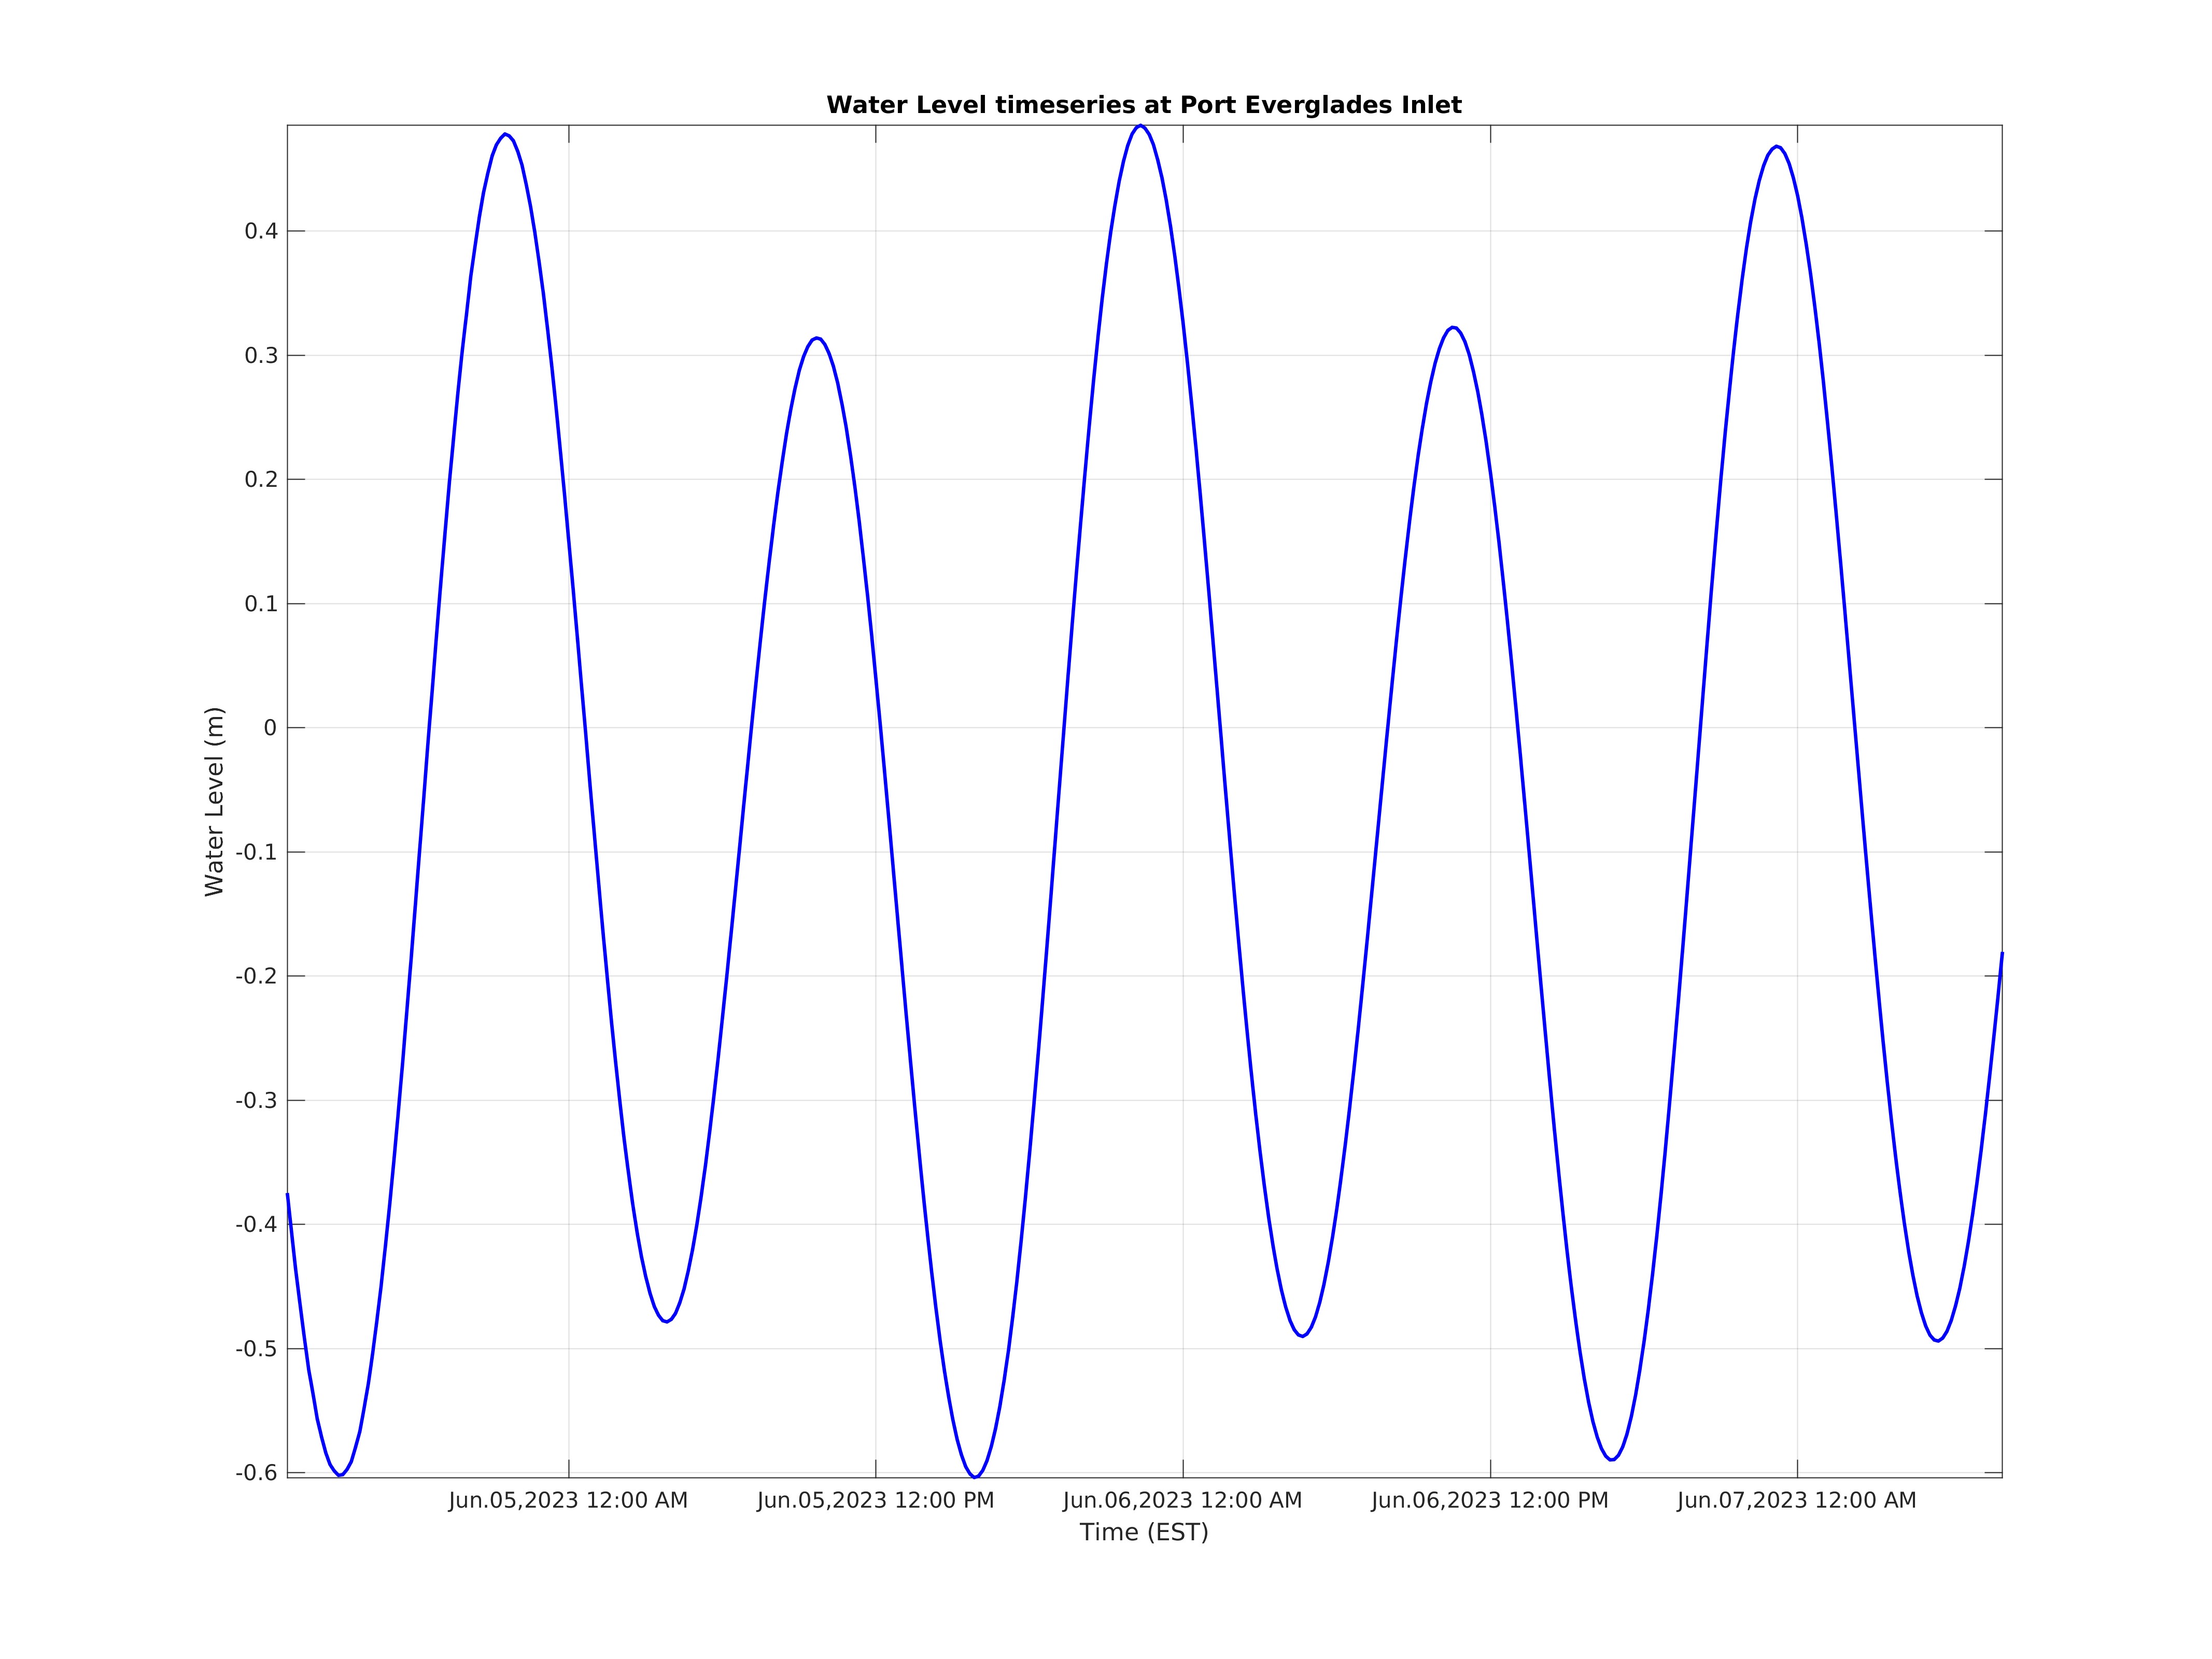 Water Level timeseries at Port Everglades Inlet
0.4
0.3
0.2
0.1
0
-0.1
-0.2
-0.3
-0.4
-0.5
-0.6
Water Level (m)
Jun.05,2023 12:00 AM Jun.05,2023 12:00 PM Jun.06,2023 12:00 AM Jun.06,2023 12:00 PM Jun.07,2023 12:00 AM
Time (EST)